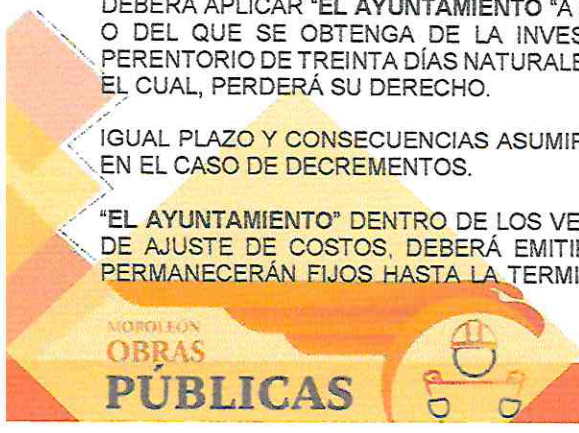 DEBERÁ APLICAR "EL AYUNTAMIENTO "A
O DEL QUE SE OBTENGA DE LA INVES
PERENTORIO DE TREINTA DÍAS NATURALE
EL CUAL, PERDERÁ SU DERECHO.
IGUAL PLAZO Y CONSECUENCIAS ASUMIR
EN EL CASO DE DECREMENTOS.
"EL AYUNTAMIENTO" DENTRO DE LOS VE
DE AJUSTE DE COSTOS, DEBERÁ EMITIR
PERMANECERÁN FIJOS HASTA LA TERMI
MOROLEÓN
OBRAS
PÚBLICAS